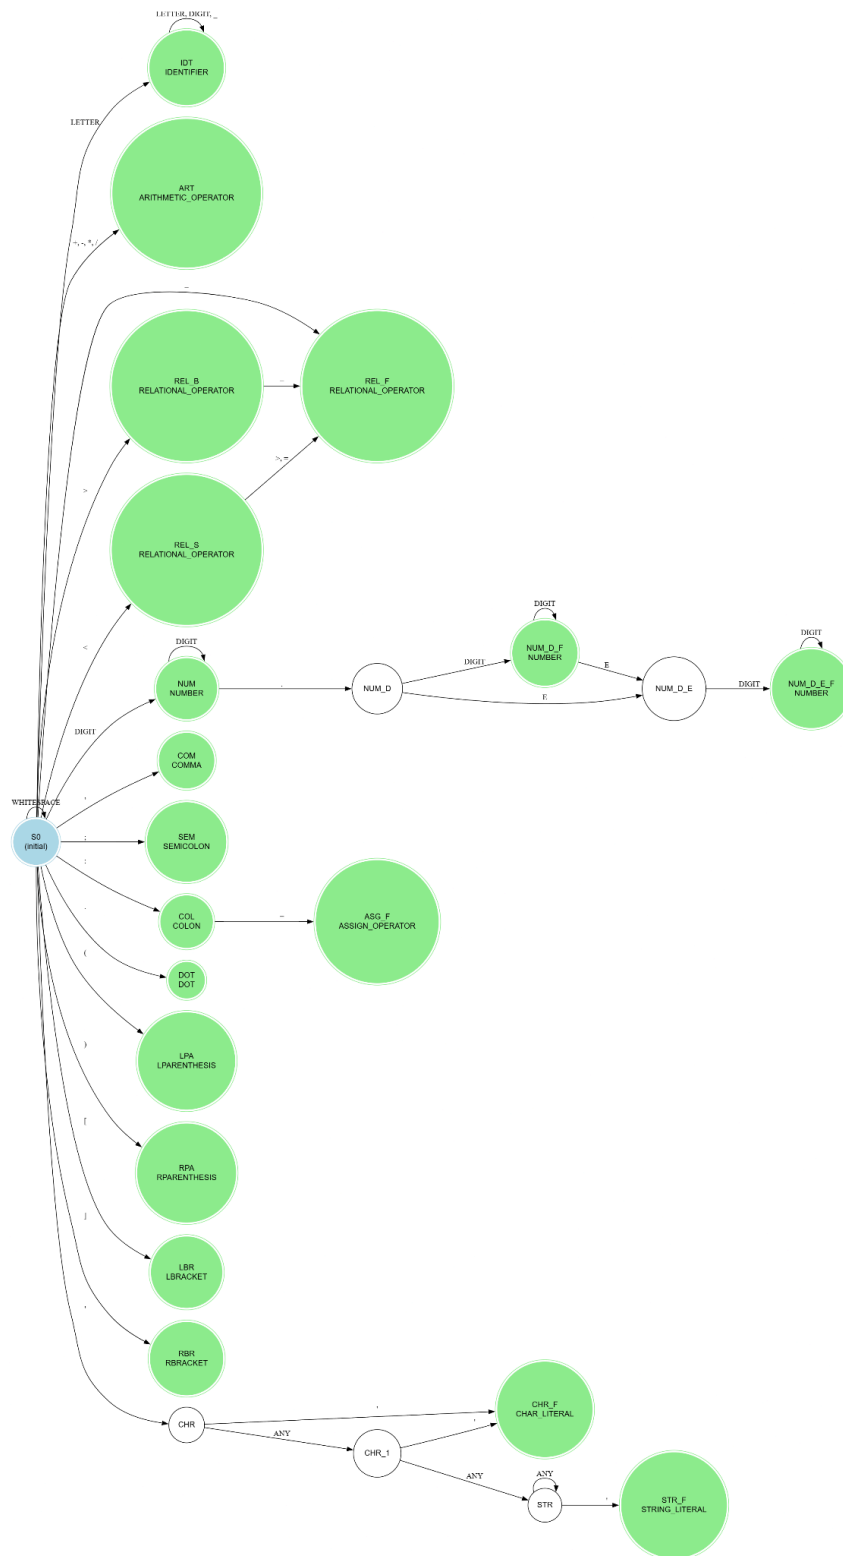 LETTER, DIGIT, _
IDT
IDENTIFIER
LETTER
ART
ARITHMETIC_OPERATOR
+, -, *, /
REL_B
RELATIONAL_OPERATOR
REL_F
RELATIONAL_OPERATOR
>
>, =
REL_S
RELATIONAL_OPERATOR
<
DIGIT
NUM
NUMBER
.
NUM_D
DIGIT
DIGIT
NUM_D_F
NUMBER
E
E
NUM_D_E
DIGIT
DIGIT
NUM_D_E_F
NUMBER
DIGIT
COM
COMMA
,
WHITESPACE
S0
(initial)
;
SEM
SEMICOLON
:
COL
COLON
=
ASG_F
ASSIGN_OPERATOR
.
DOT
DOT
(
LPA
LPARENTHESIS
)
RPA
RPARENTHESIS
[
LBR
LBRACKET
]
RBR
RBRACKET
'
CHR
'
ANY
CHR_F
CHAR_LITERAL
CHR_1
'
ANY
ANY
STR
'
STR_F
STRING_LITERAL